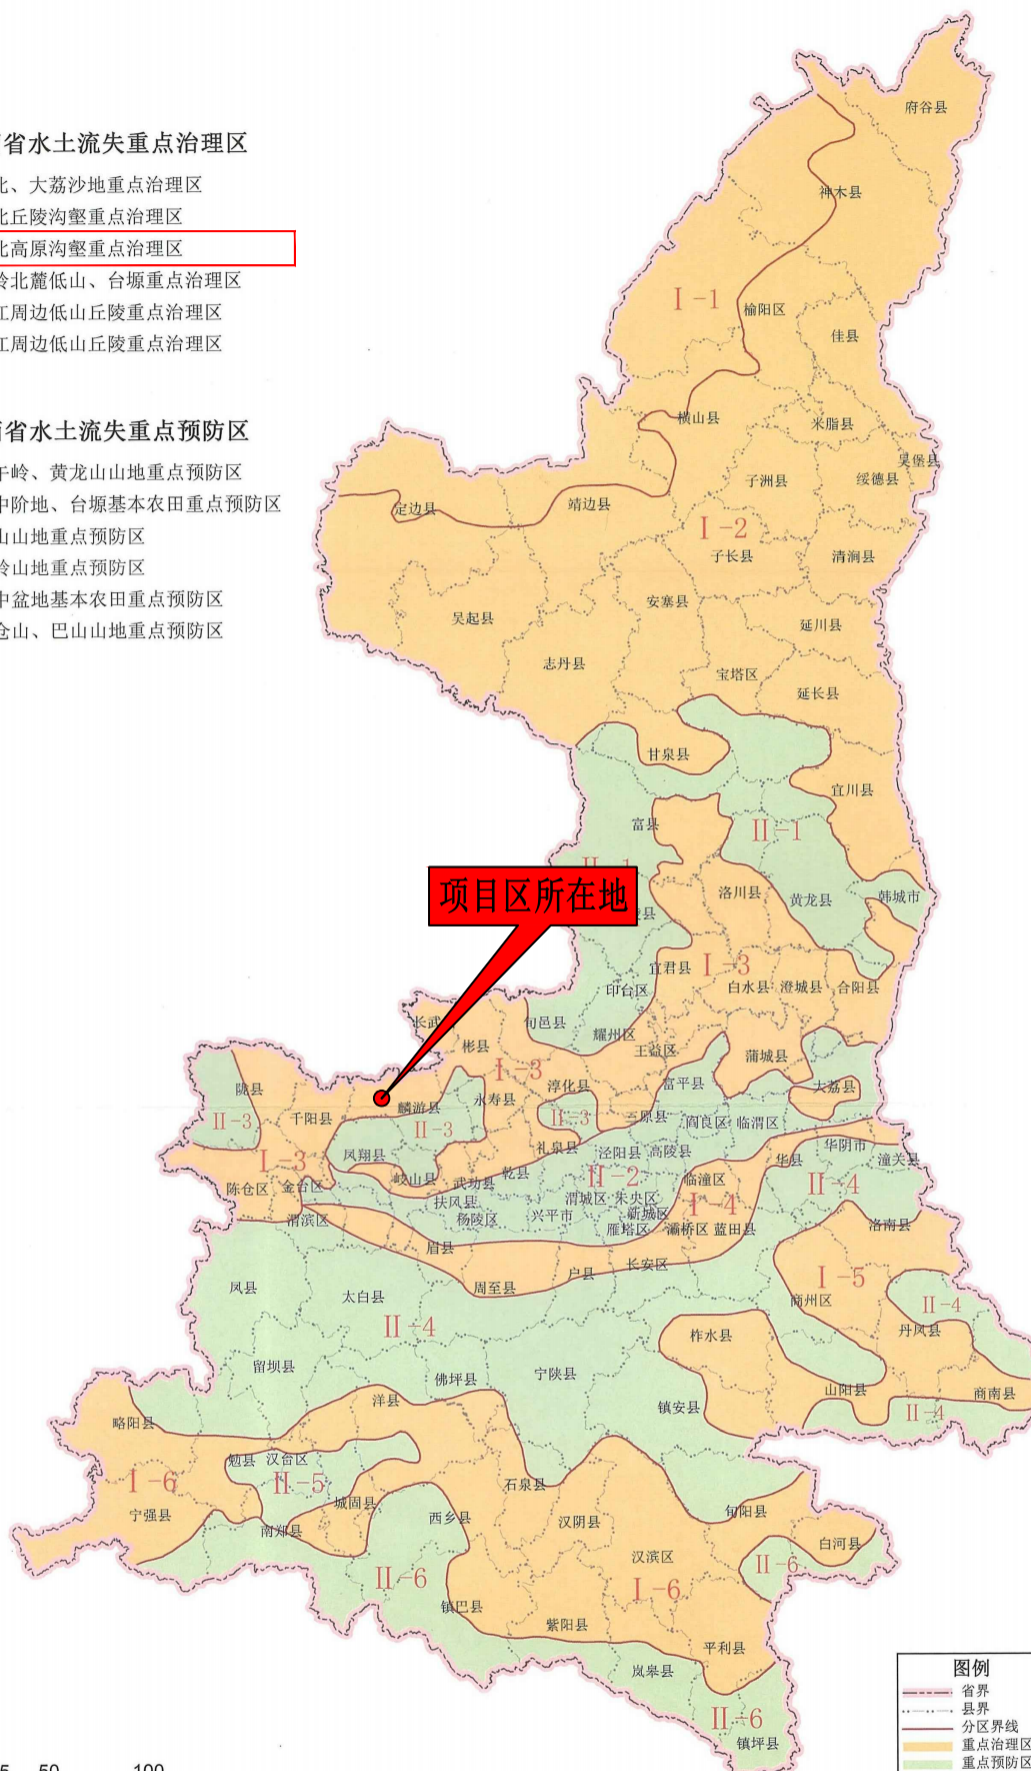 省水土流失重点治理区
北、大荔沙地重点治理区
北丘陵沟壑重点治理区
北高原沟壑重点治理区
岭北麓低山、台塬重点治理区
江周边低山丘陵重点治理区
江周边低山丘陵重点治理区
西省水土流失重点预防区
午岭、黄龙山山地重点预防区
中阶地、台塬基本农田重点预防区
山山地重点预防区
岭山地重点预防区
中盆地基本农田重点预防区
仓山、巴山山地重点预防区
府谷县
神木县
I-1
榆阳区
佳县
横山县
米脂县
吴堡县
子洲县
绥德县
定边县
靖边县
I-2
子长县
清涧县
安塞县
吴起县
延川县
志丹县
宝塔区
延长县
甘泉县
宜川县
富县
II-1
II-1
项目区所在地
洛川县
黄龙县
韩城市
县
宜君县
I-3
白水县
澄城县
合阳县
印台区
长武
旬邑县
耀州区
王益区
彬县
蒲城县
I-3
淳化县
富平县
大荔县
陇县
千阳县
麟游县
永寿县
II-3
II-3
II-3
三原县
阎良区
临渭区
凤翔县
礼泉县
泾阳县
高陵县
华县
华阴市
潼关县
I-3
岐山县
武功县
乾县
II-2
临潼区
II-4
陈仓区
金台区
扶风县
渭城区
未央区
I-4
渭滨区
杨陵区
兴平市
新城区
雁塔区
灞桥区
蓝田县
洛南县
眉县
长安区
户县
周至县
凤县
太白县
I-5
商州区
II-4
II-4
丹凤县
柞水县
留坝县
佛坪县
宁陕县
山阳县
商南县
洋县
镇安县
II-4
略阳县
勉县
汉台区
I-6
II-5
石泉县
宁强县
城固县
南郑县
西乡县
汉阴县
旬阳县
白河县
汉滨区
II-6
II-6
I-6
镇巴县
紫阳县
平利县
岚皋县
II-6
镇坪县
图例
省界
县界
分区界线
重点治理区
重点预防区
5 50 100